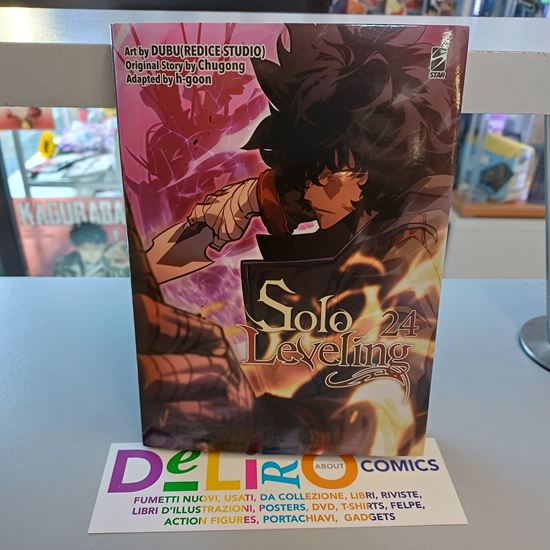 Art by DUBU(REDICE STUDIO)
Original Story by Chugong
Adapted by h-goon
STAR
KAGURABA
Solo
Leveling
24
DeLiRO ABOUT COMICS
FUMETTI NUOVI, USATI, DA COLLEZIONE, LIBRI, RIVISTE,
LIBRI D'ILLUSTRAZIONI, POSTERS, DVD, T-SHIRTS, FELPE,
ACTION FIGURES, PORTACHIAVI, GADGETS